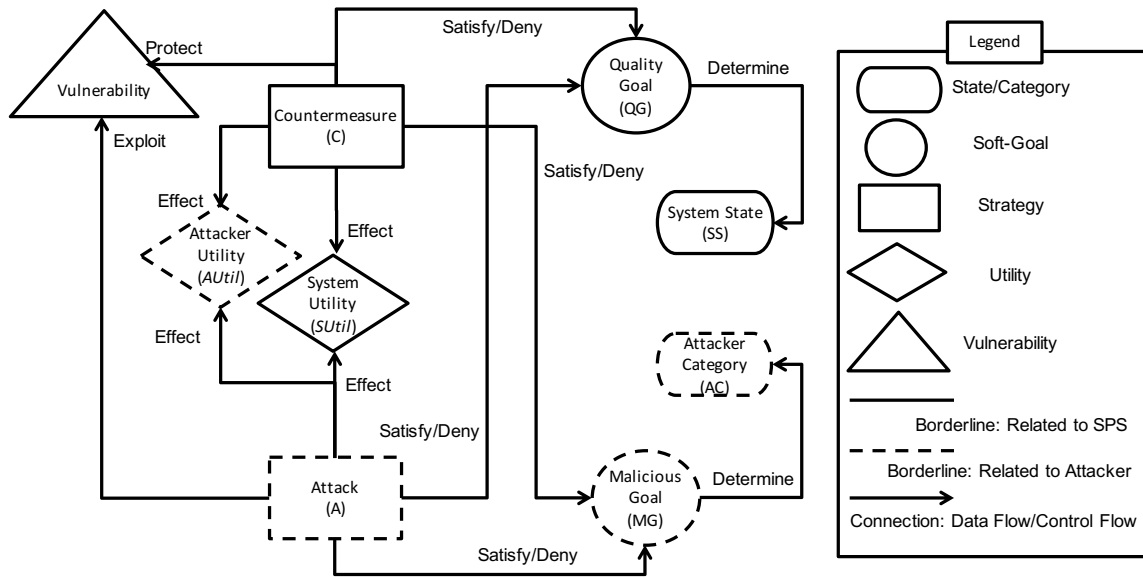 Satisfy/Deny
Protect
Vulnerability
Quality
Goal
(QG)
Determine
Countermeasure
(C)
Exploit
Satisfy/Deny
Effect
Attacker
Utility
(AUtil)
Effect
System
Utility
(SUtil)
System State
(SS)
Effect
Effect
Attacker
Category
(AC)
Satisfy/Deny
Attack
(A)
Malicious
Goal
(MG)
Determine
Satisfy/Deny
Legend
State/Category
Soft-Goal
Strategy
Utility
Vulnerability
Borderline: Related to SPS
Borderline: Related to Attacker
Connection: Data Flow/Control Flow